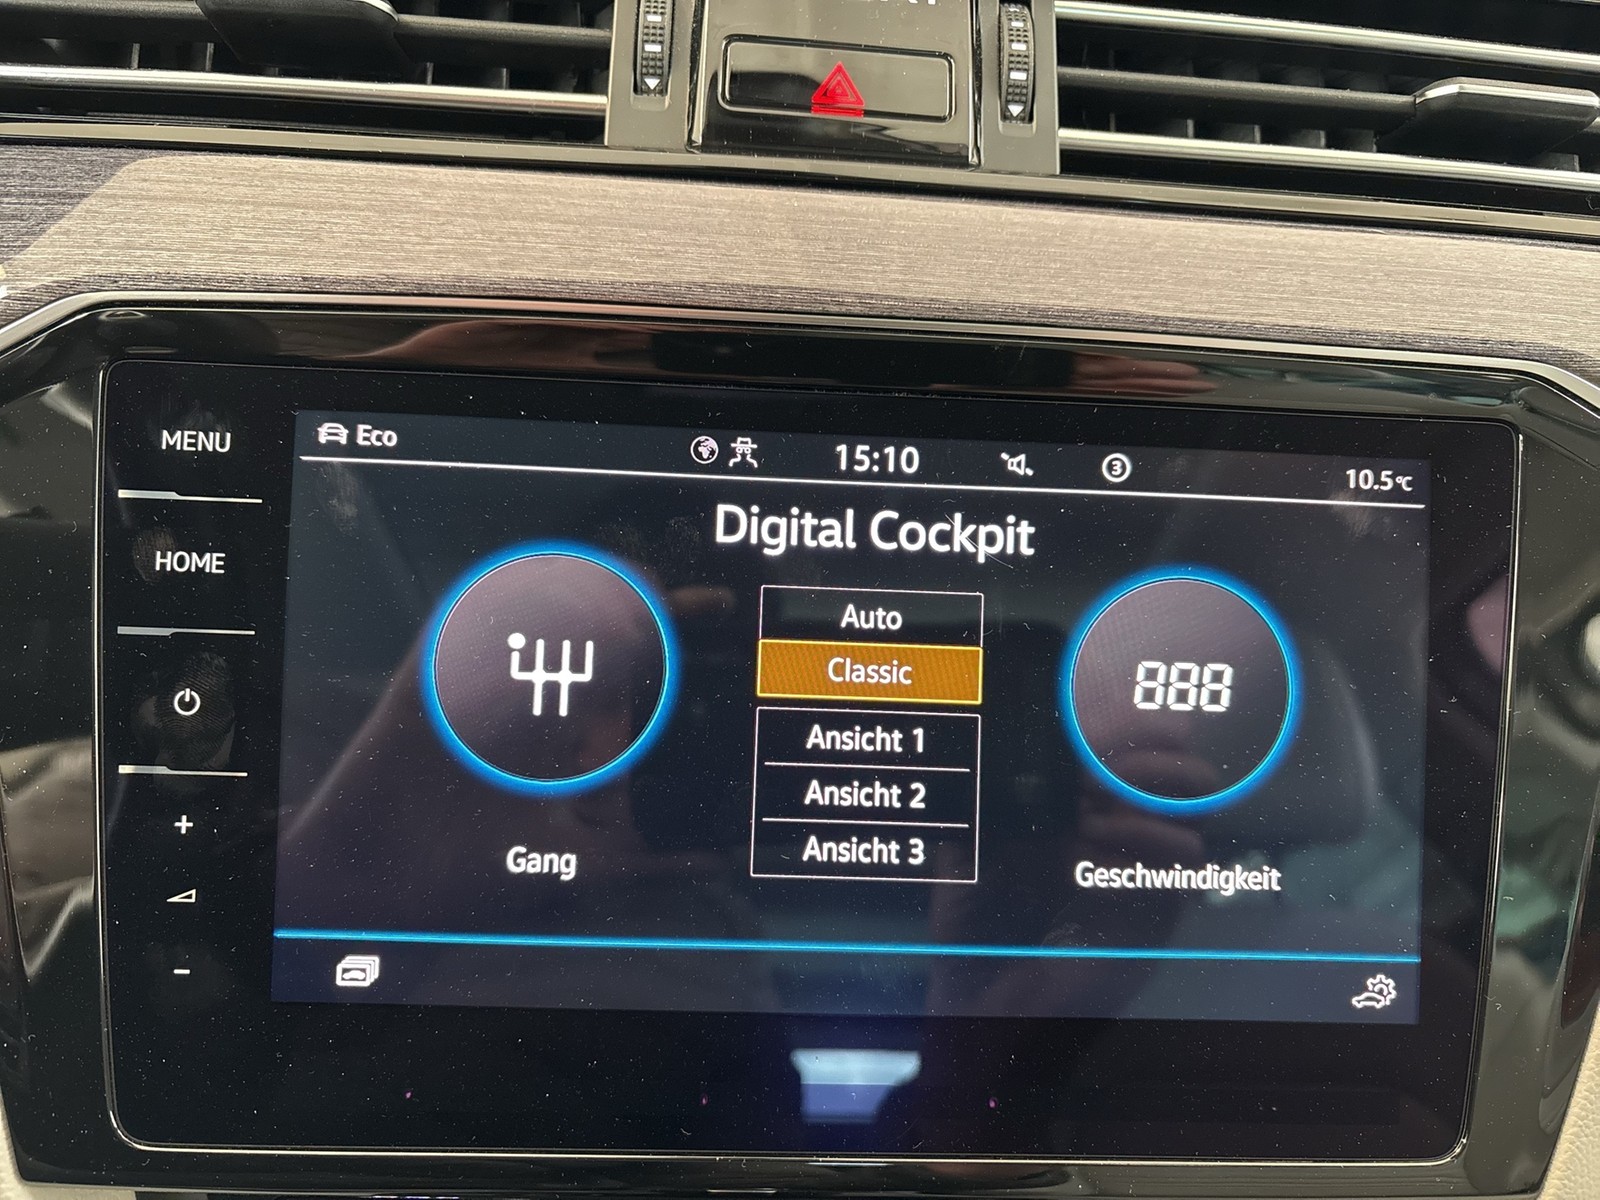 MENU
HOME
Eco
15:10
3
10.5°C
Digital Cockpit
Auto
Classic
Ansicht 1
Ansicht 2
Ansicht 3
888
Gang
Geschwindigkeit
+
-